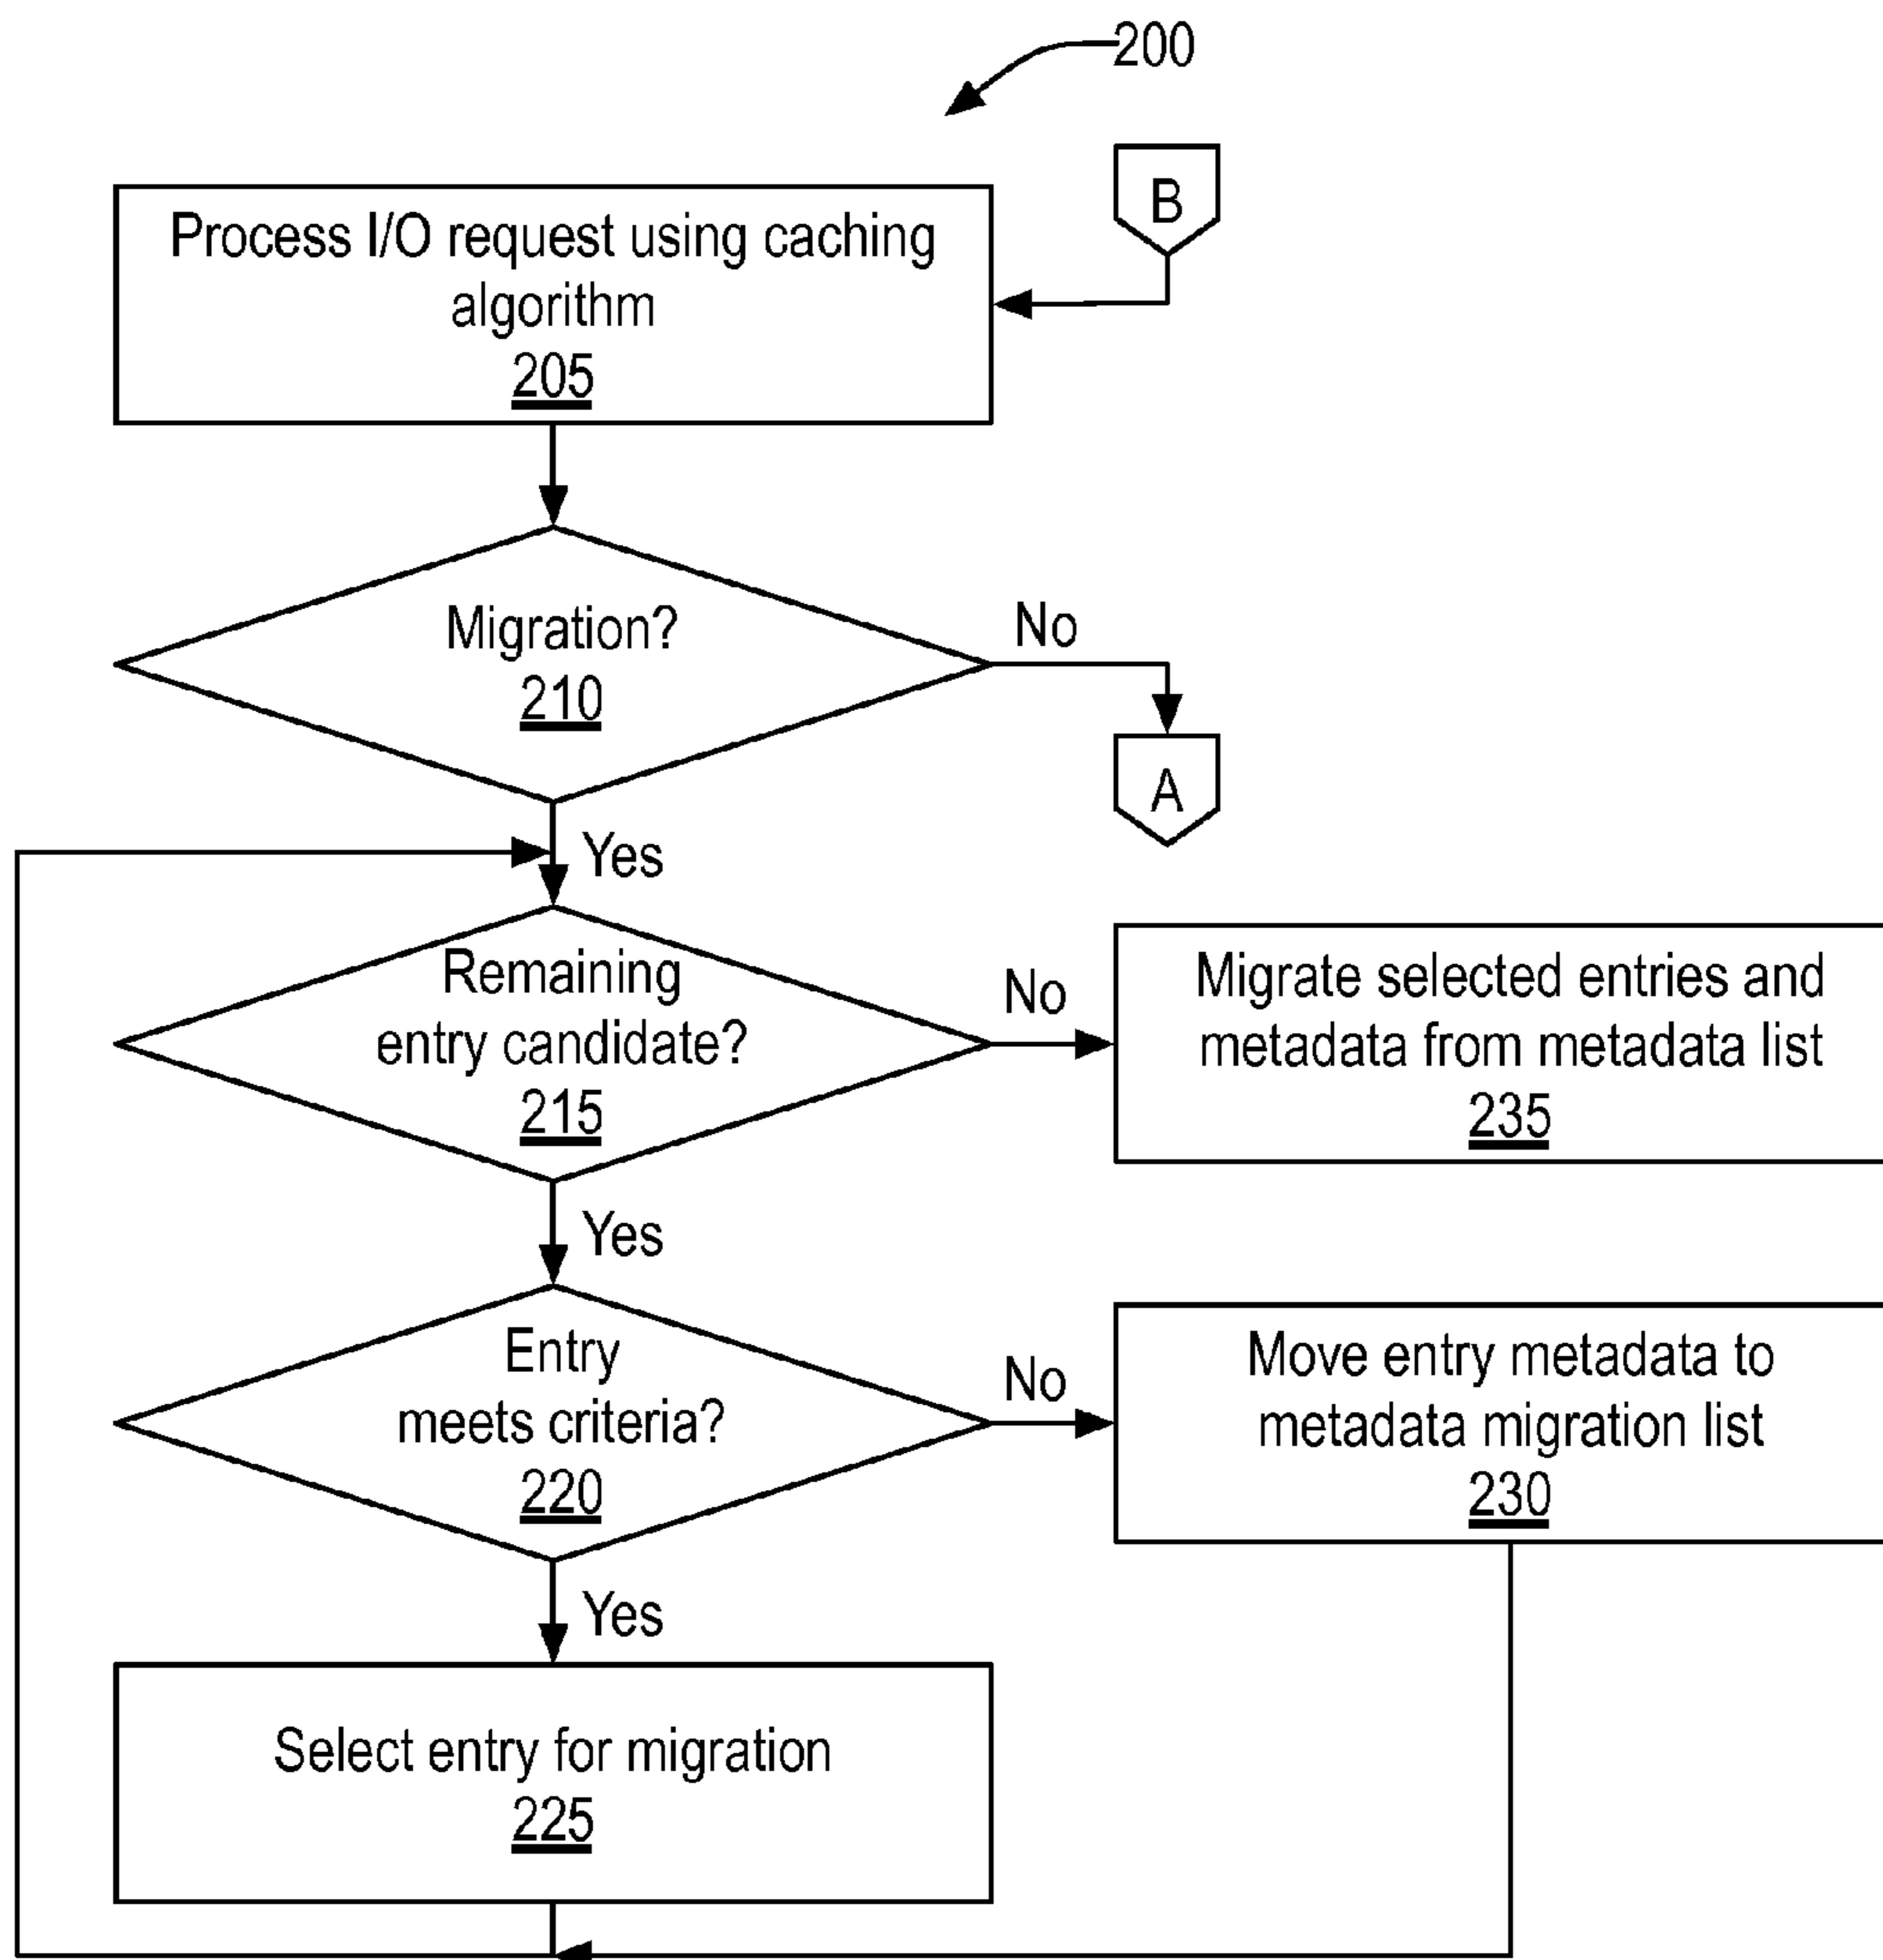 200
B
Process I/O request using caching
algorithm
205
Migration?
210
No
A
Yes
Remaining
entry candidate?
215
No
Migrate selected entries and
metadata from metadata list
235
Yes
Entry
meets criteria?
220
No
Move entry metadata to
metadata migration list
230
Yes
Select entry for migration
225